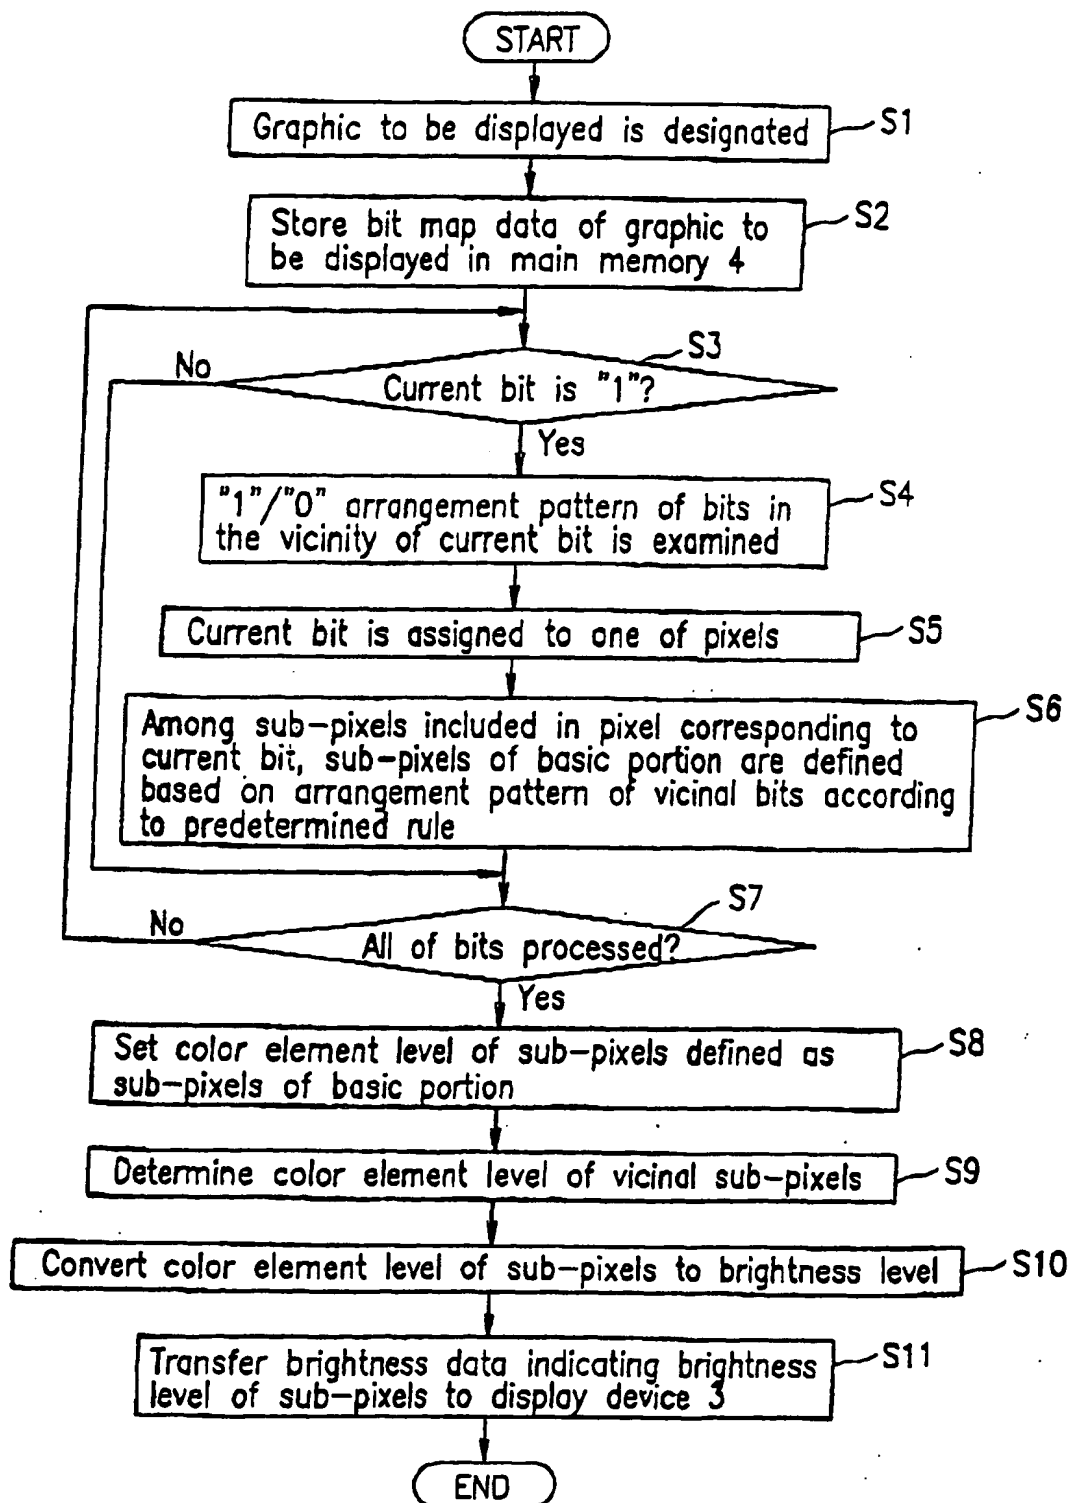 START
Graphic to be displayed is designated
S1
Store bit map data of graphic to
be displayed in main memory 4
S2
S3
No
Current bit is "1"?
Yes
"1"/"0" arrangement pattern of bits in
the vicinity of current bit is examined
S4
Current bit is assigned to one of pixels
S5
Among sub-pixels included in pixel corresponding to
current bit, sub-pixels of basic portion are defined
based on arrangement pattern of vicinal bits according
to predetermined rule
S6
S7
No
All of bits processed?
Yes
Set color element level of sub-pixels defined as
sub-pixels of basic portion
S8
Determine color element level of vicinal sub-pixels
S9
Convert color element level of sub-pixels to brightness level
S10
Transfer brightness data indicating brightness
level of sub-pixels to display device 3
S11
END